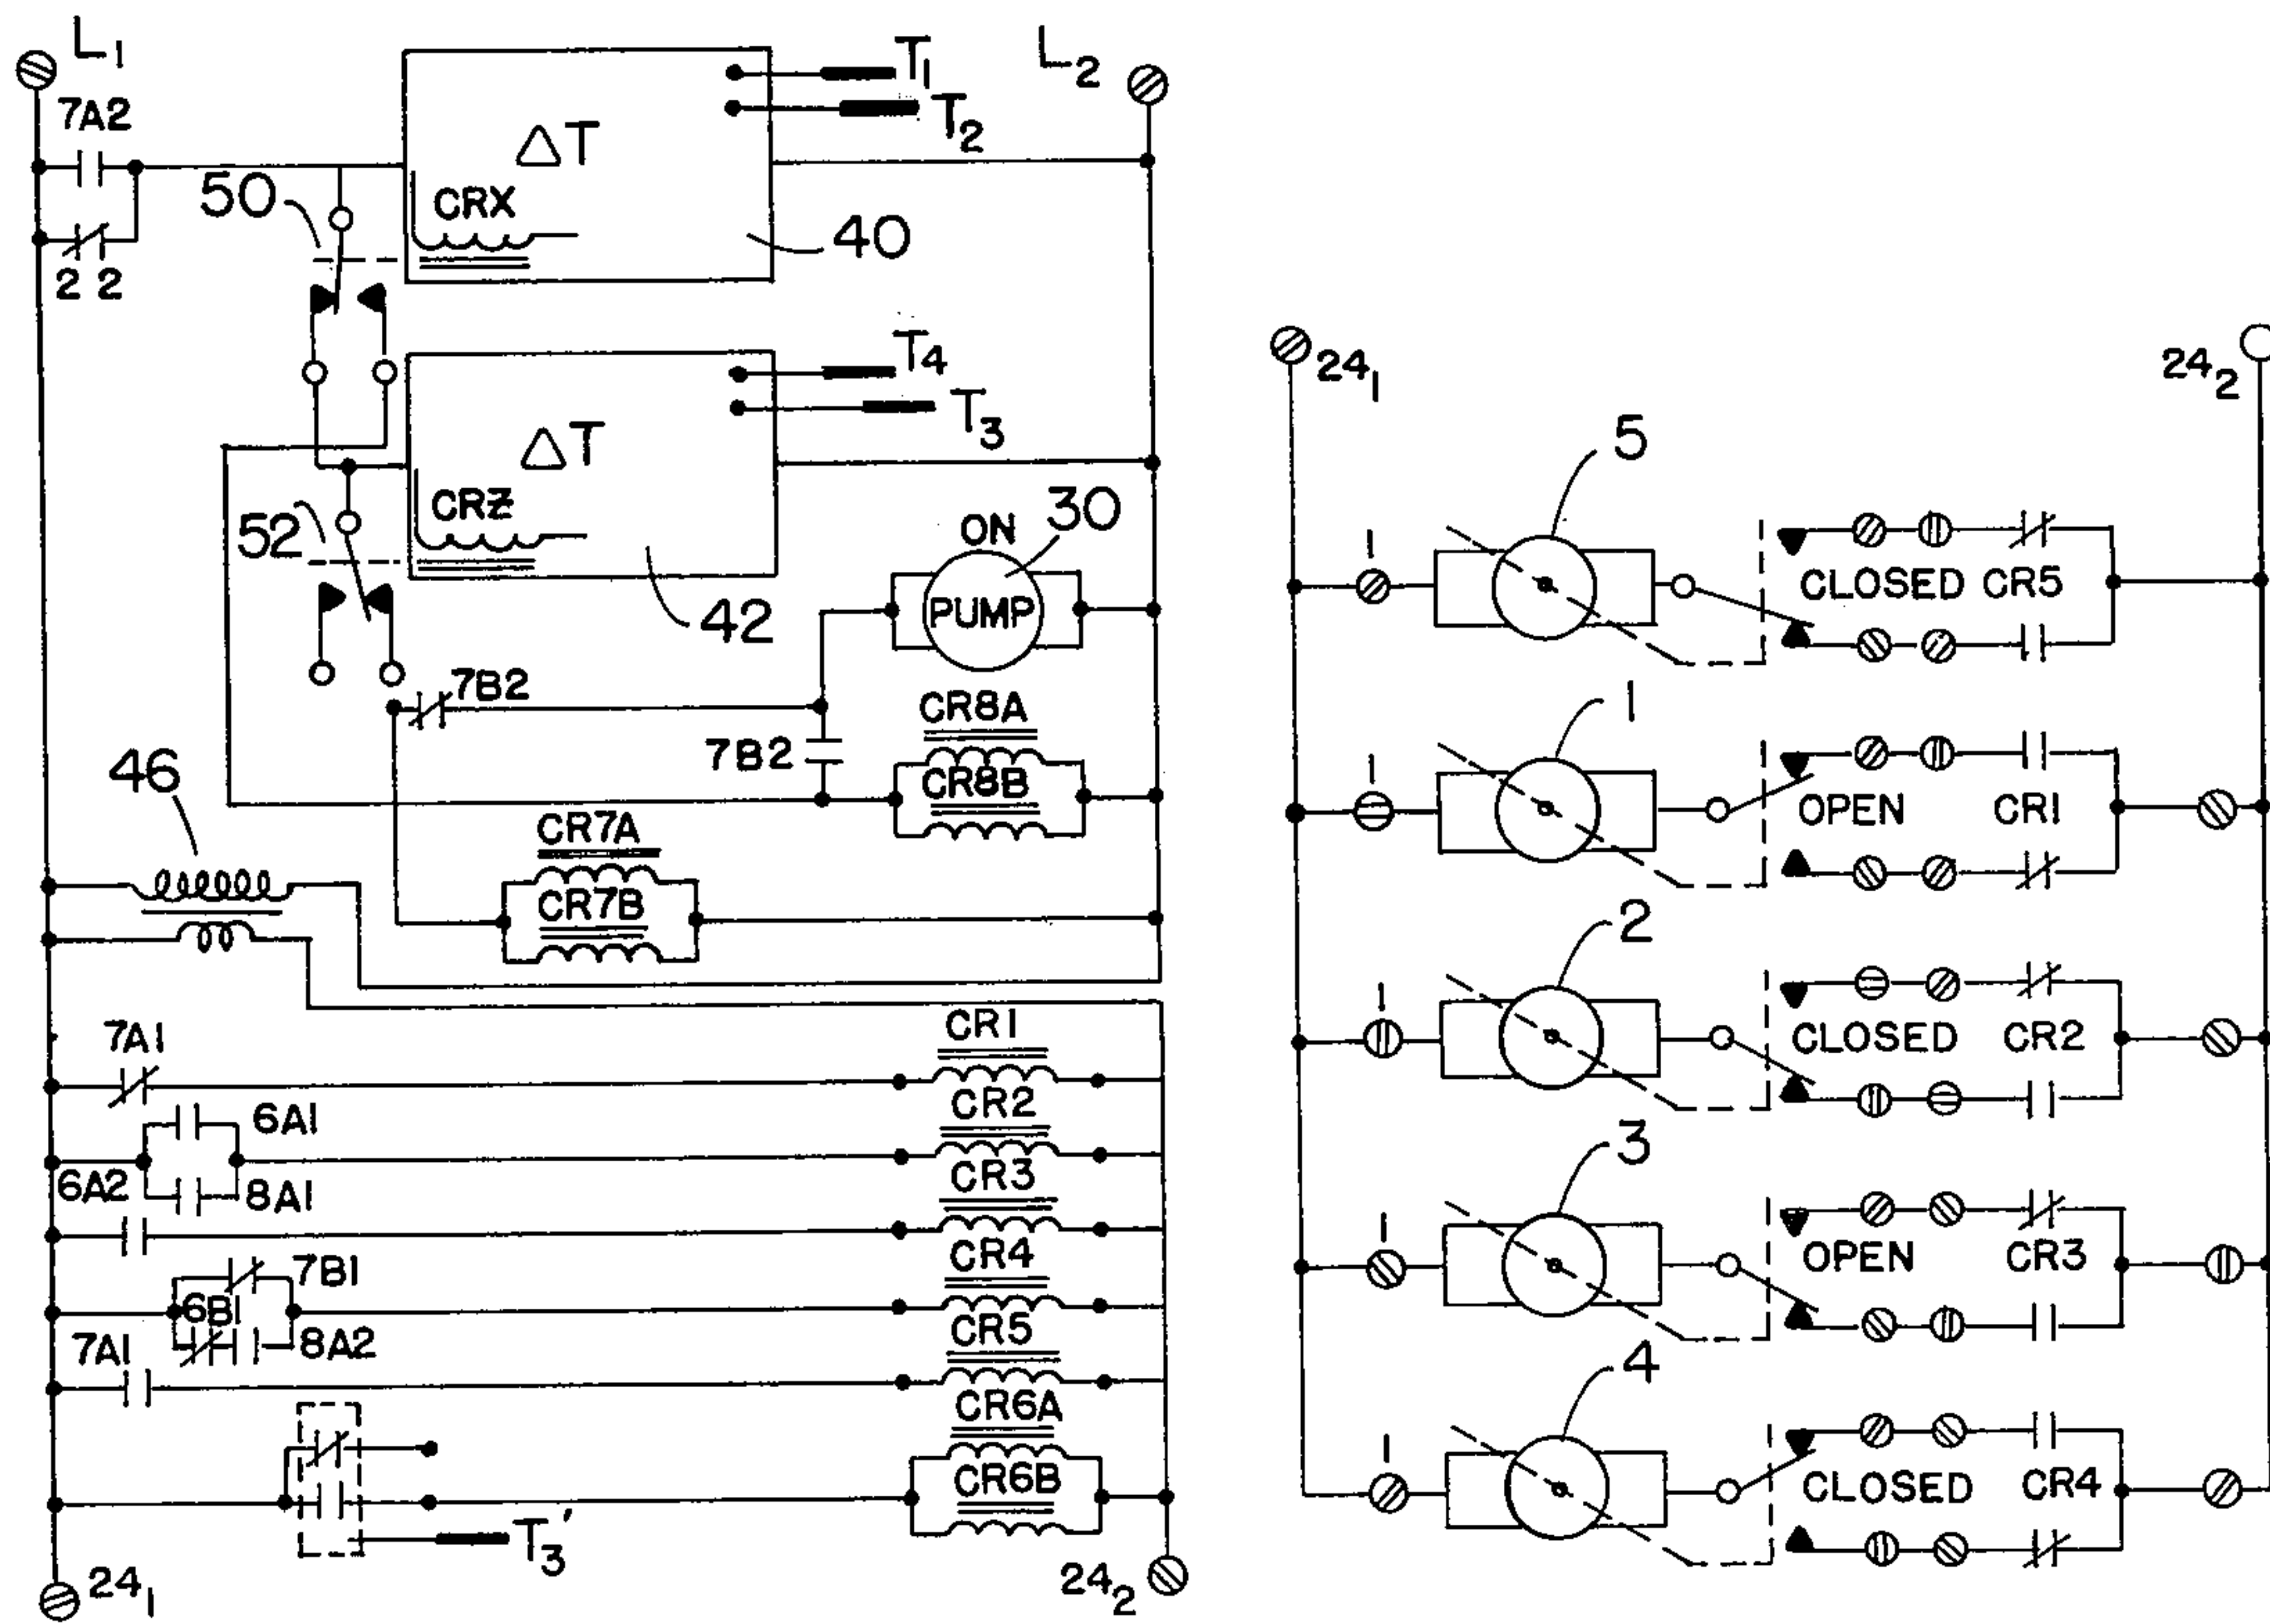 L1
7A2
22
50
ΔT
CRX
T1
T2
L2
40
T4
T3
ΔT
CRZ
52
42
ON
30
PUMP
7B2
7B2
CR8A
CR8B
46
CR7A
CR7B
7A1
CR1
6A1
CR2
6A2
8A1
CR3
7B1
CR4
6B1
8A2
7A1
CR5
CR6A
CR6B
T3'
241
242
241
242
5
1
CLOSED CR5
1
1
OPEN CR1
2
1
CLOSED CR2
3
1
OPEN CR3
4
1
CLOSED CR4